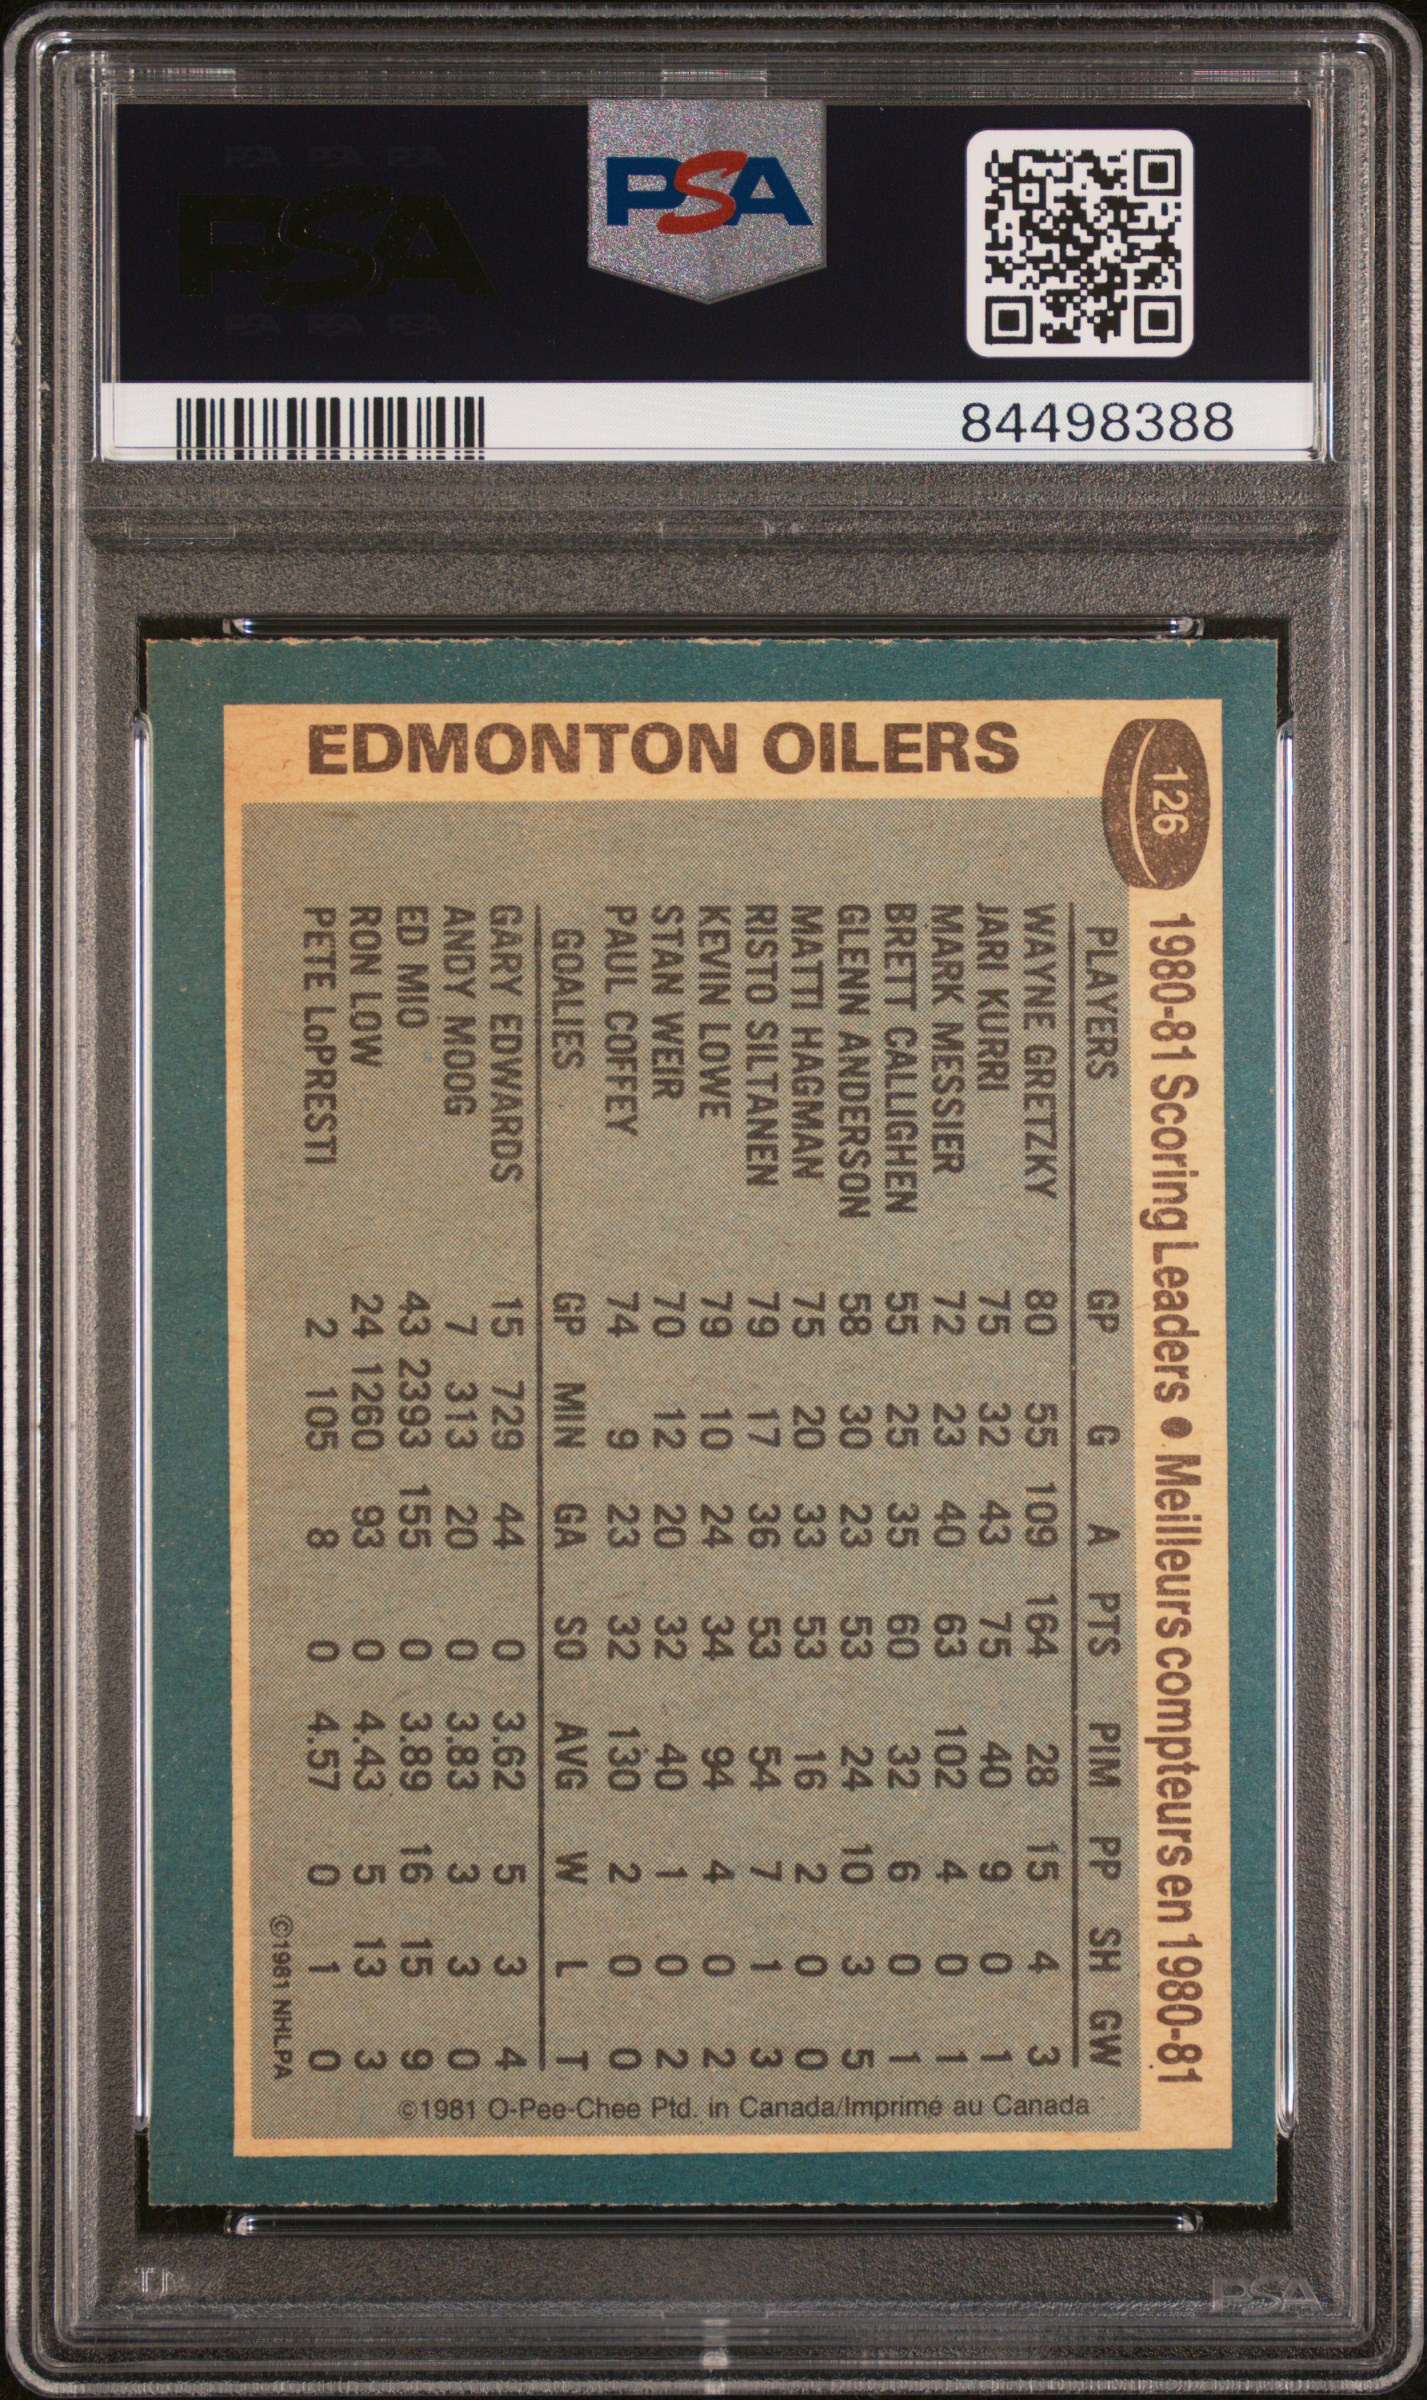 PSA PSA PSA
PSA
PSA PSA PSA
PSA
84498388
EDMONTON OILERS
126
1980-81 Scoring Leaders • Meilleurs compteurs en 1980-81
PLAYERS GP G A PTS PIM PP SH GW
WAYNE GRETZKY 80 55 109 164 28 15 4 3
JARI KURRI 75 32 43 75 40 9 0 1
MARK MESSIER 72 23 40 63 102 4 0 1
BRETT CALLIGHEN 55 25 35 60 32 6 0 1
GLENN ANDERSON 58 30 23 53 24 10 3 5
MATTI HAGMAN 75 20 33 53 16 2 0 0
RISTO SILTANEN 79 17 36 53 54 7 1 3
KEVIN LOWE 79 10 24 34 94 4 0 2
STAN WEIR 70 12 20 32 40 1 0 2
PAUL COFFEY 74 9 23 32 130 2 0 0
GOALIES GP MIN GA SO AVG W L T
GARY EDWARDS 15 729 44 0 3.62 5 3 4
ANDY MOOG 7 313 20 0 3.83 3 3 0
ED MIO 43 2393 155 0 3.89 16 15 9
RON LOW 24 1260 93 0 4.43 5 13 3
PETE LoPRESTI 2 105 8 0 4.57 0 1 0
©1981 NHLPA
©1981 O-Pee-Chee Ptd. in Canada/Imprimé au Canada
PSA